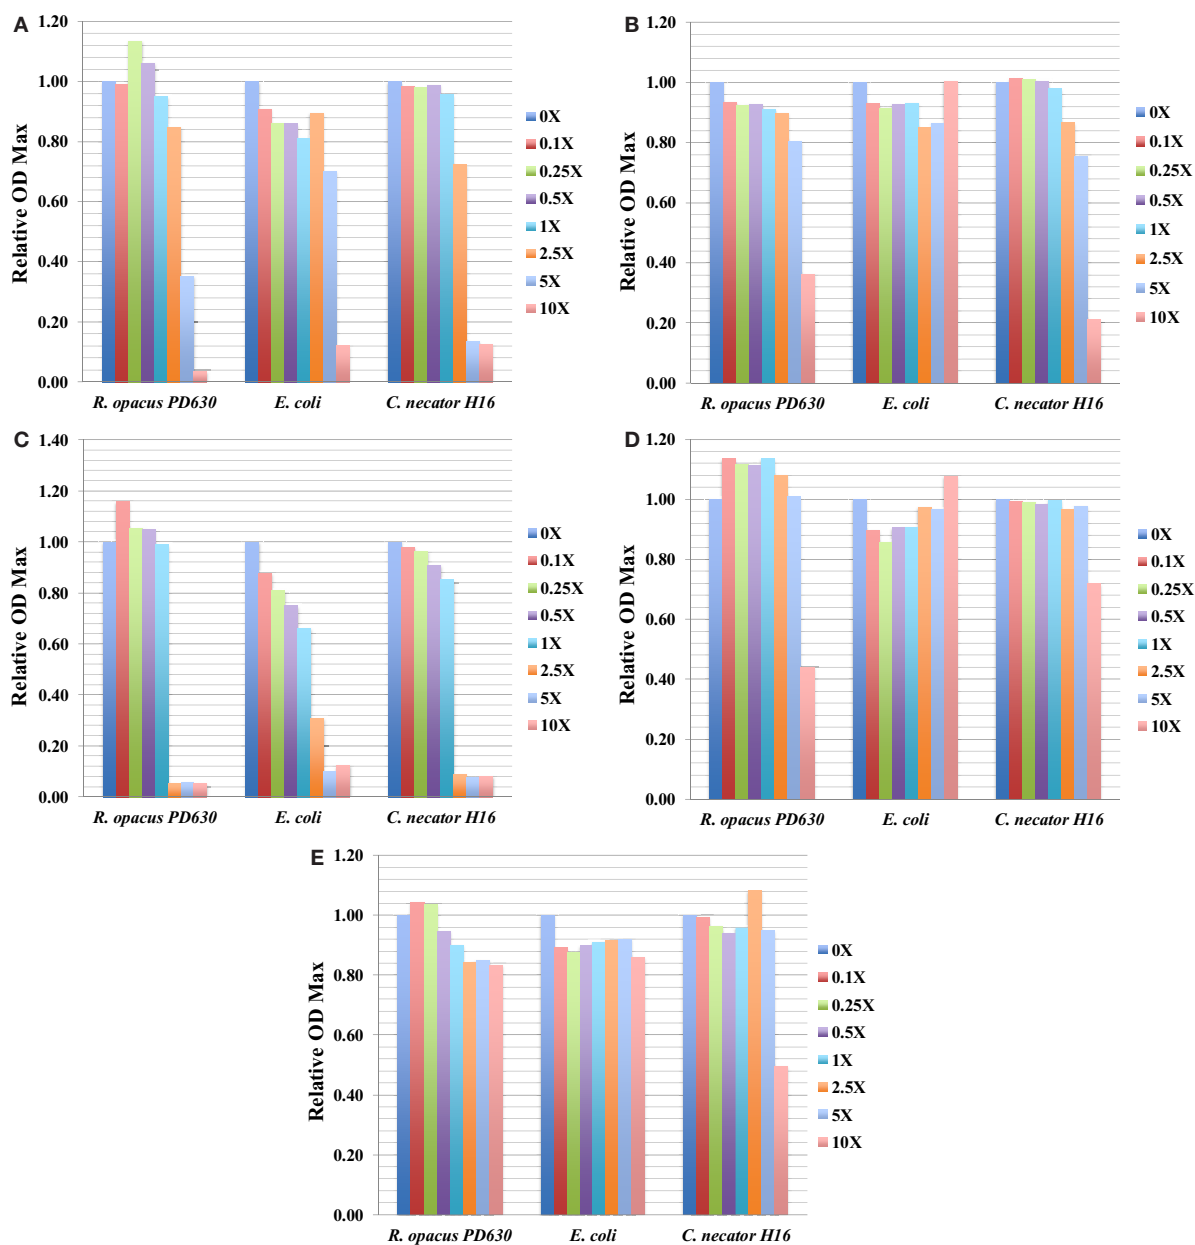 A
1.20
1.00
0.80
0.60
0.40
0.20
0.00
Relative OD Max
R. opacus PD630
E. coli
C. necator H16
0X
0.1X
0.25X
0.5X
1X
2.5X
5X
10X
B
1.20
1.00
0.80
0.60
0.40
0.20
0.00
Relative OD Max
R. opacus PD630
E. coli
C. necator H16
0X
0.1X
0.25X
0.5X
1X
2.5X
5X
10X
C
1.40
1.20
1.00
0.80
0.60
0.40
0.20
0.00
Relative OD Max
R. opacus PD630
E. coli
C. necator H16
0X
0.1X
0.25X
0.5X
1X
2.5X
5X
10X
D
1.20
1.00
0.80
0.60
0.40
0.20
0.00
Relative OD Max
R. opacus PD630
E. coli
C. necator H16
0X
0.1X
0.25X
0.5X
1X
2.5X
5X
10X
E
1.20
1.00
0.80
0.60
0.40
0.20
0.00
Relative OD Max
R. opacus PD630
E. coli
C. necator H16
0X
0.1X
0.25X
0.5X
1X
2.5X
5X
10X